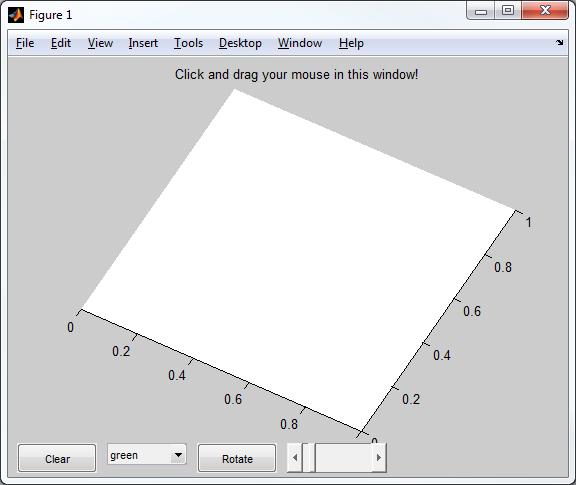 Figure 1
File Edit View Insert Tools Desktop Window Help
Click and drag your mouse in this window!
1
0.8
0.6
0.4
0.2
0
0
0.2
0.4
0.6
0.8
Clear green Rotate